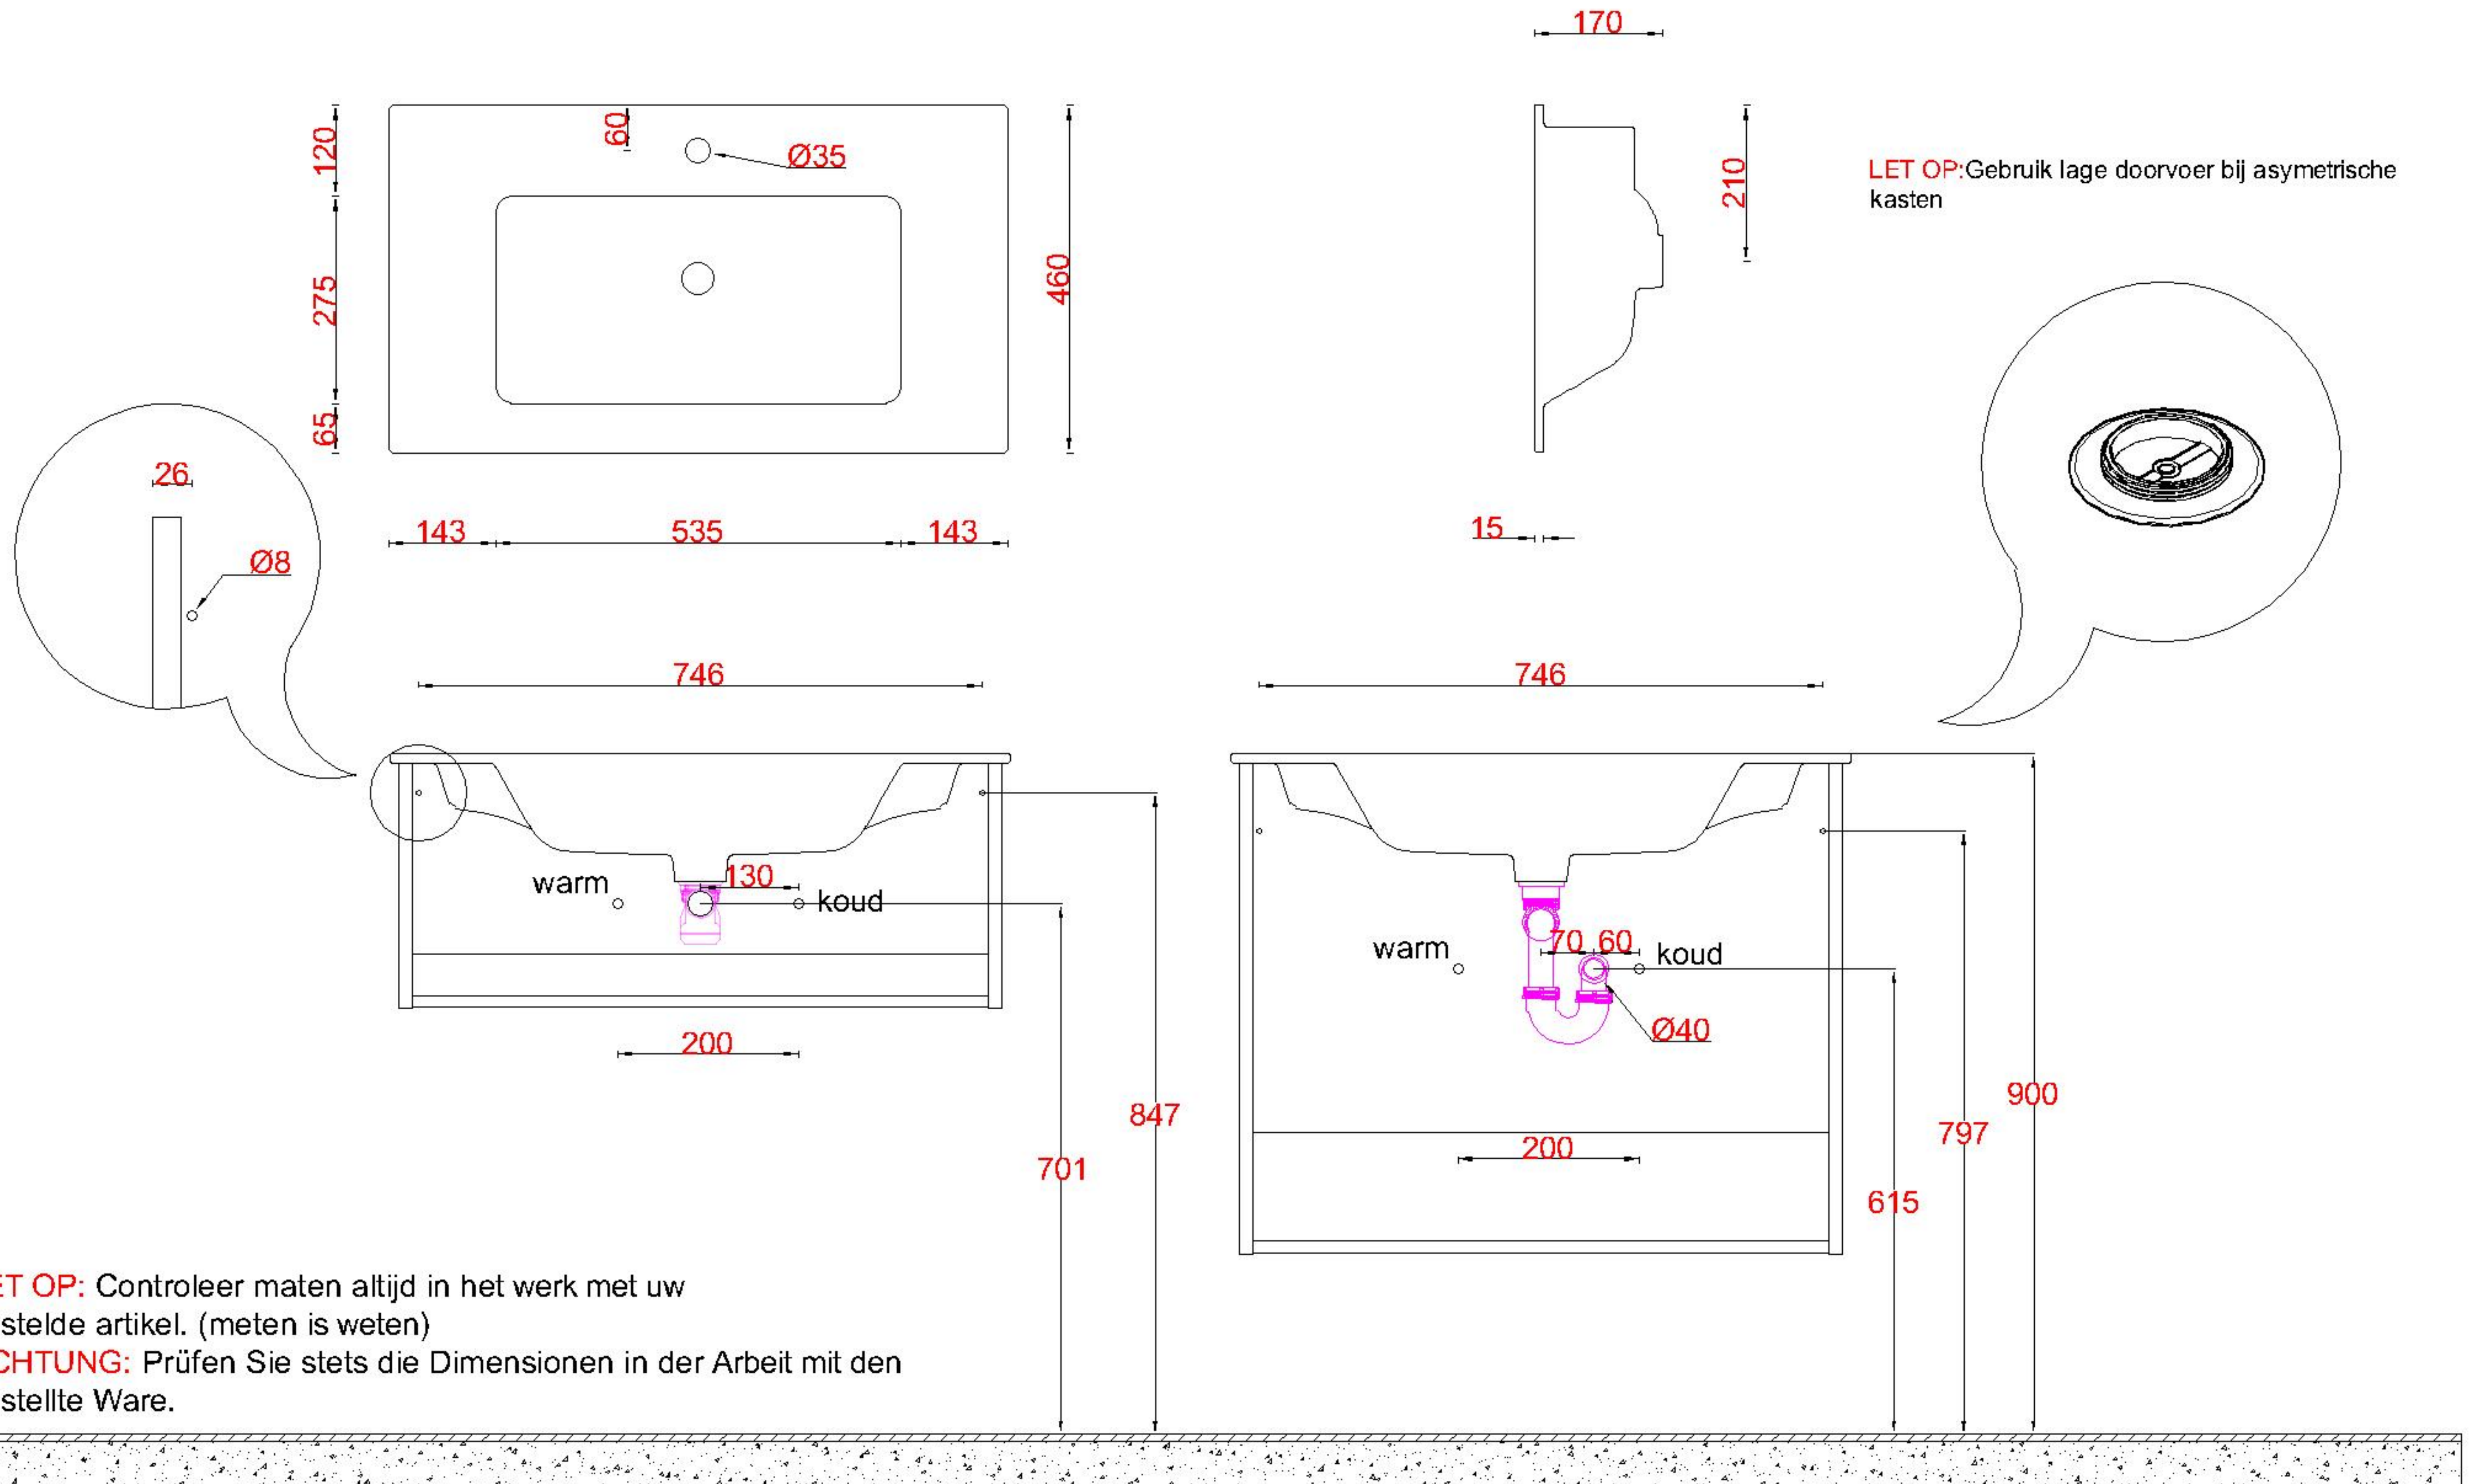 170
120
60
Ø35
210
LET OP:Gebruik lage doorvoer bij asymetrische
kasten
275
460
65
26
Ø8
143
535
143
15
746
746
warm
130
koud
warm
70
60
koud
Ø40
200
200
847
701
900
797
615
ET OP: Controleer maten altijd in het werk met uw
stelde artikel. (meten is weten)
CHTUNG: Prüfen Sie stets die Dimensionen in der Arbeit mit den
stellte Ware.